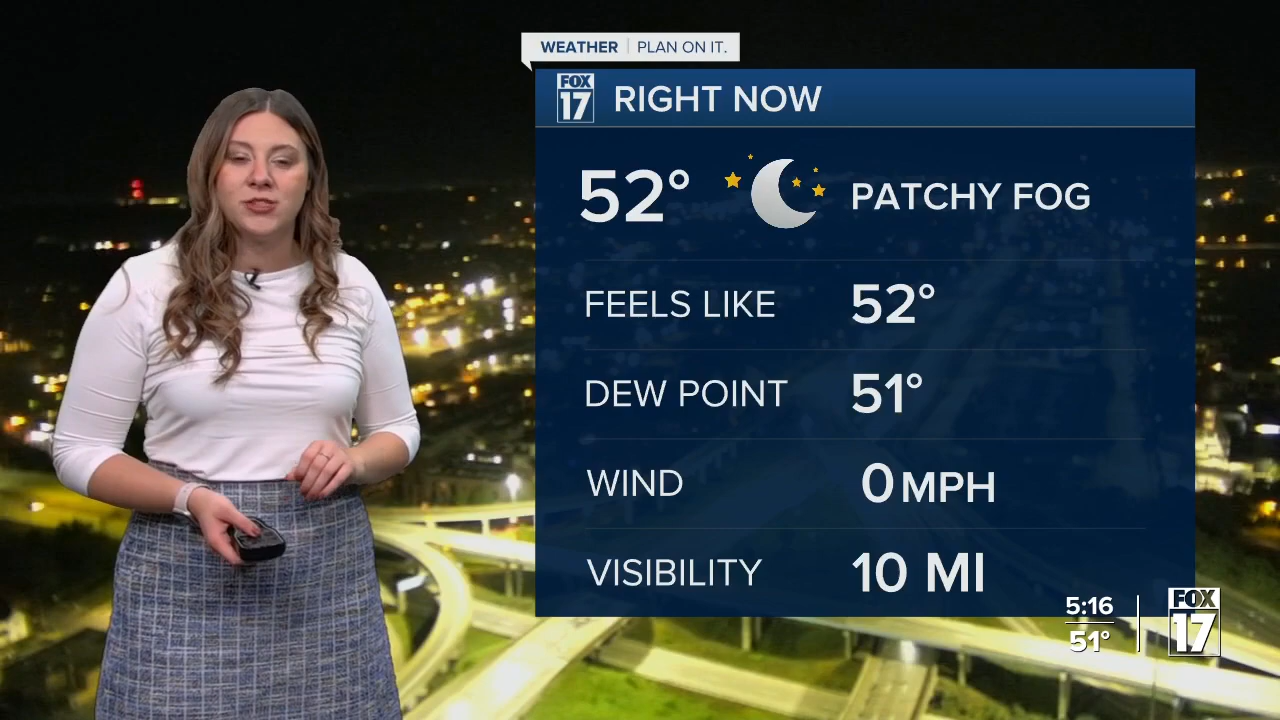 WEATHER | PLAN ON IT.
FOX 17 RIGHT NOW
52° PATCHY FOG
FEELS LIKE 52°
DEW POINT 51°
WIND 0 MPH
VISIBILITY 10 MI
5:16
51°
FOX
17